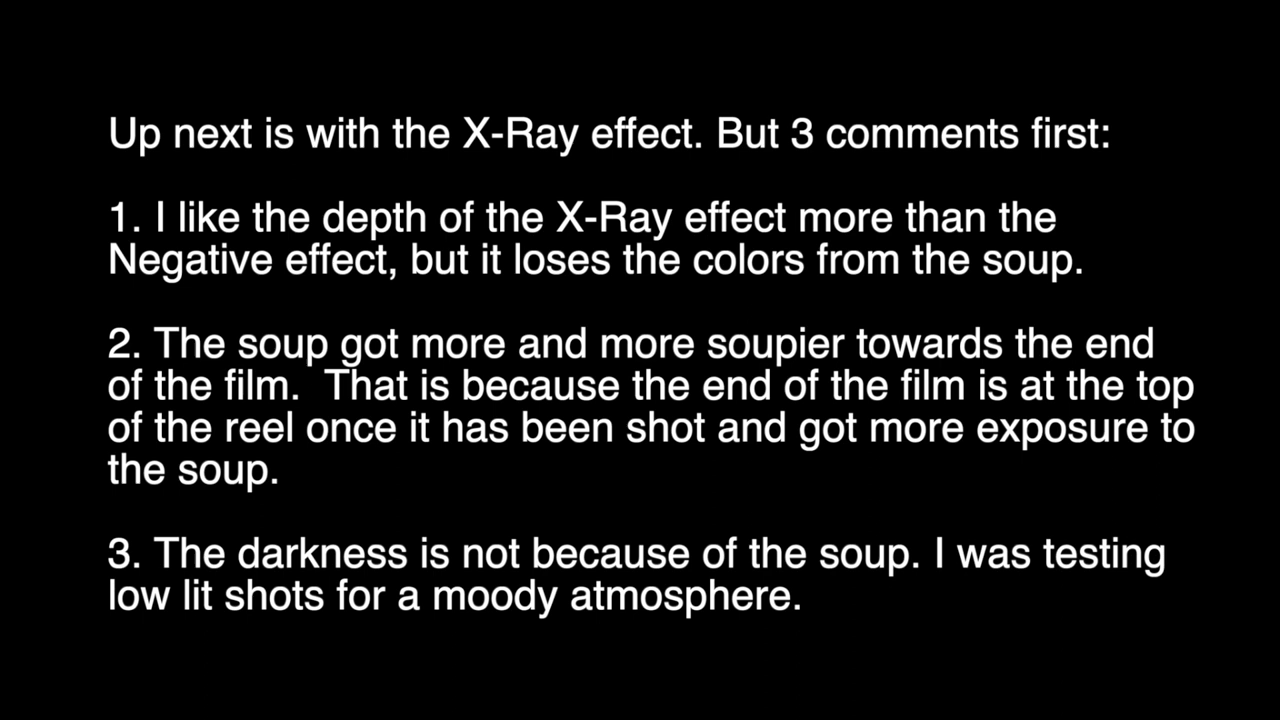 Up next is with the X-Ray effect. But 3 comments first:
1. I like the depth of the X-Ray effect more than the
Negative effect, but it loses the colors from the soup.
2. The soup got more and more soupier towards the end
of the film.  That is because the end of the film is at the top
of the reel once it has been shot and got more exposure to
the soup.
3. The darkness is not because of the soup. I was testing
low lit shots for a moody atmosphere.